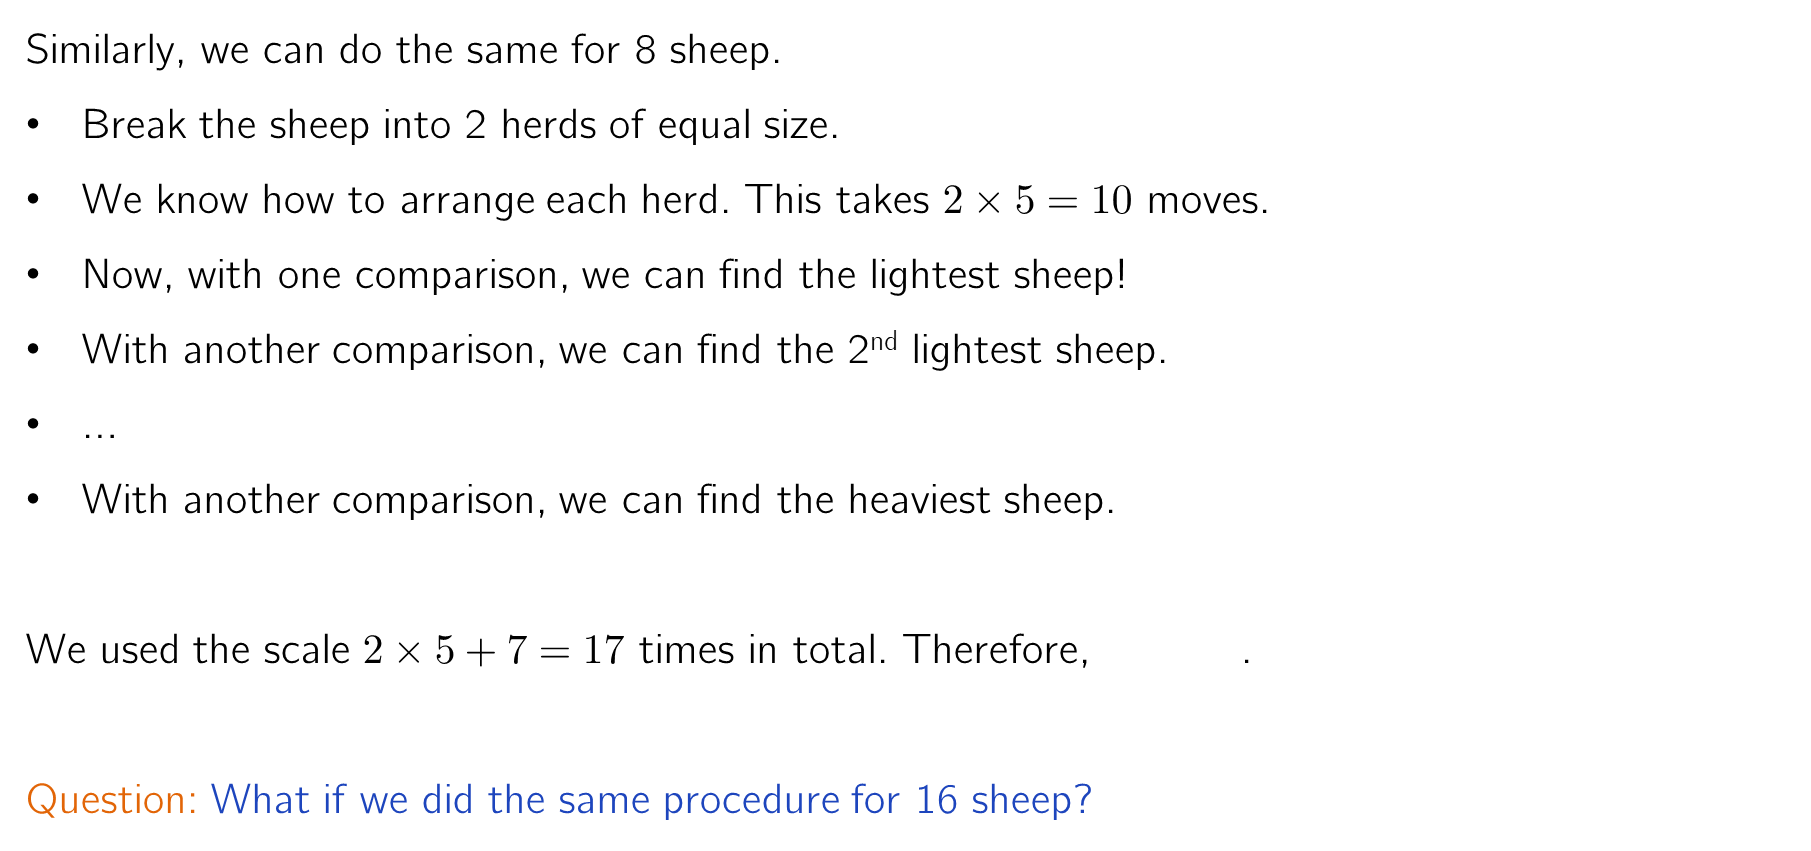 Similarly, we can do the same for 8 sheep.
• Break the sheep into 2 herds of equal size.
• We know how to arrange each herd. This takes 2 × 5 = 10 moves.
• Now, with one comparison, we can find the lightest sheep!
• With another comparison, we can find the 2nd lightest sheep.
• ...
• With another comparison, we can find the heaviest sheep.
We used the scale 2 × 5 + 7 = 17 times in total. Therefore, .
Question: What if we did the same procedure for 16 sheep?